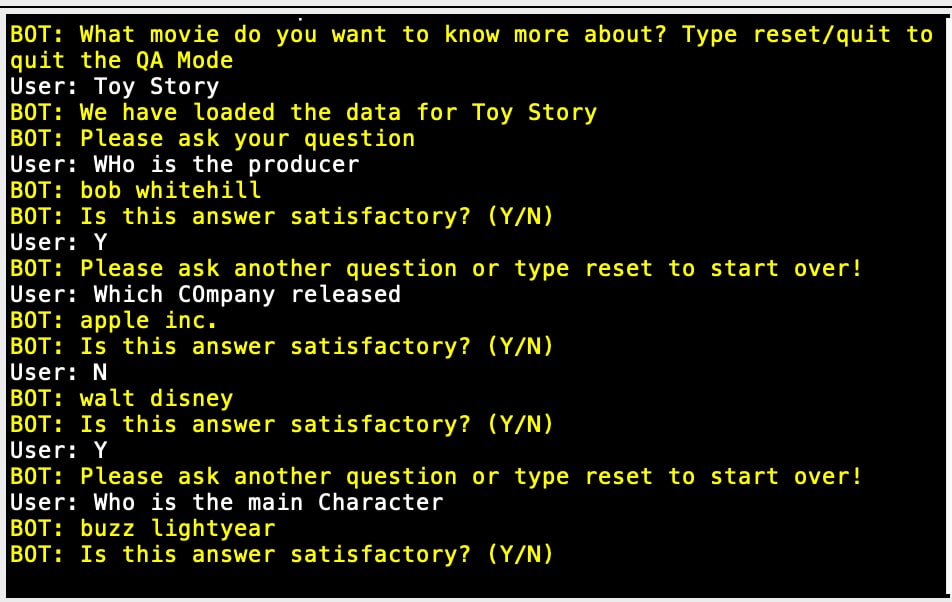 BOT: What movie do you want to know more about? Type reset/quit to
quit the QA Mode
User: Toy Story
BOT: We have loaded the data for Toy Story
BOT: Please ask your question
User: WHo is the producer
BOT: bob whitehill
BOT: Is this answer satisfactory? (Y/N)
User: Y
BOT: Please ask another question or type reset to start over!
User: Which COmpany released
BOT: apple inc.
BOT: Is this answer satisfactory? (Y/N)
User: N
BOT: walt disney
BOT: Is this answer satisfactory? (Y/N)
User: Y
BOT: Please ask another question or type reset to start over!
User: Who is the main Character
BOT: buzz lightyear
BOT: Is this answer satisfactory? (Y/N)